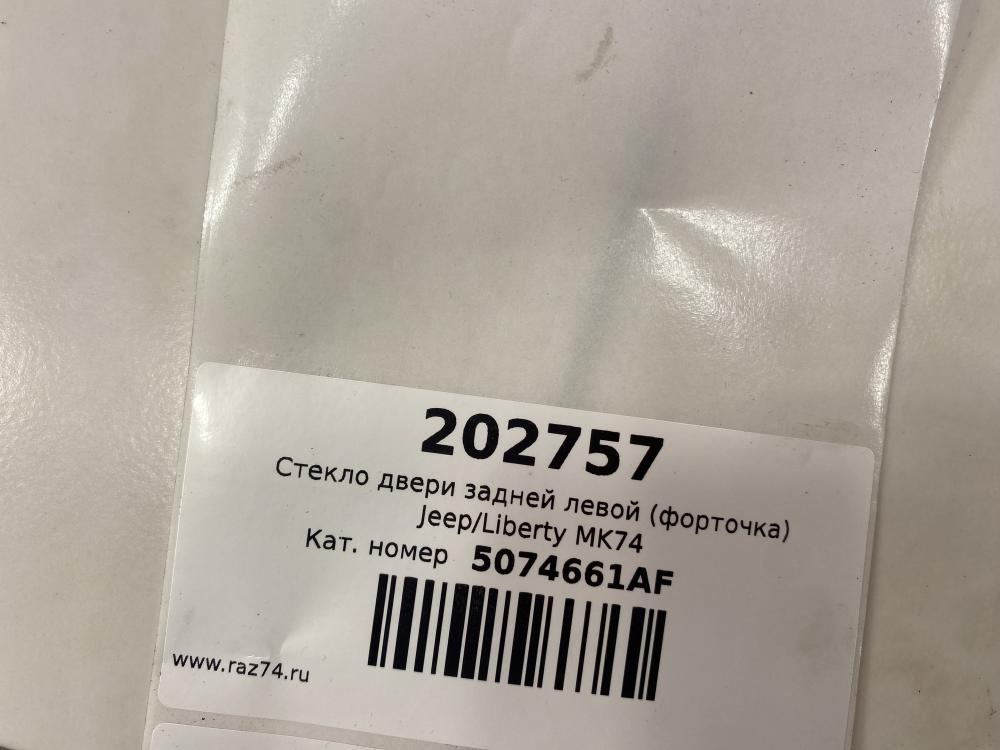 202757
Стекло двери задней левой (форточка)
Jeep/Liberty MK74
Кат. номер 5074661AF
www.raz74.ru